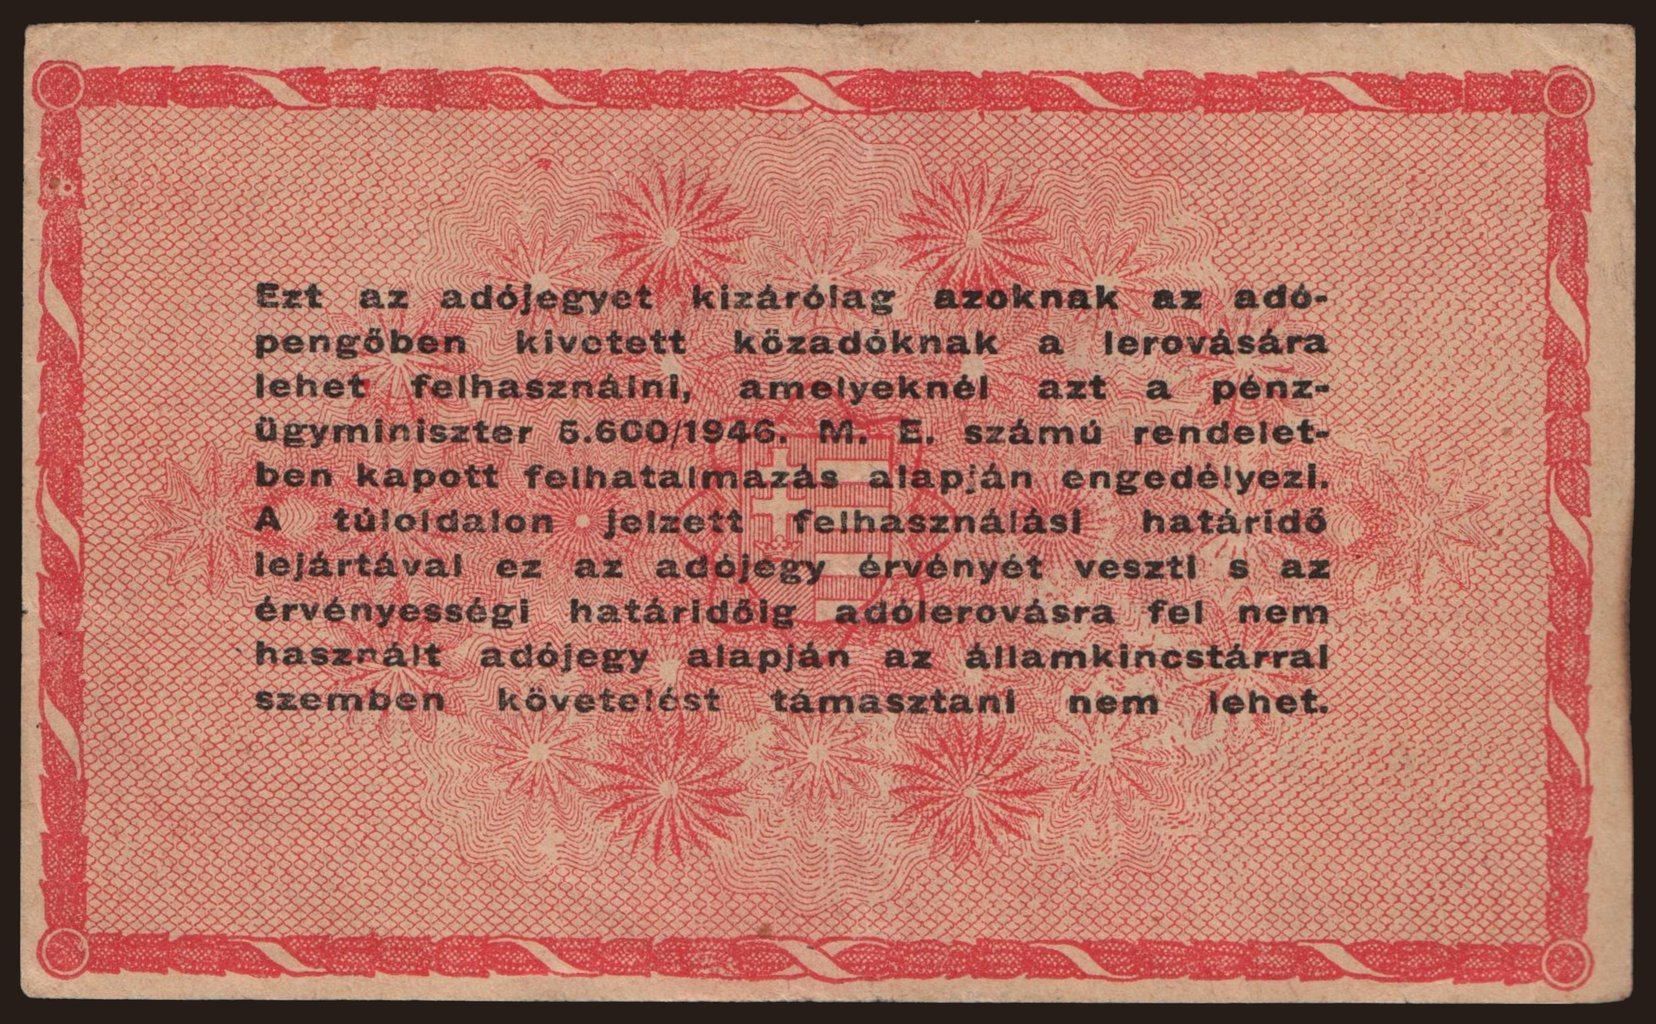 Ezt az adójegyet kizárólag azoknak az adó-
pengőben kivetett közadóknak a lerovására
lehet felhasználni, amelyeknél azt a pénz-
ügyminiszter 5.600/1946. M. E. számú rendelet-
ben kapott felhatalmazás alapján engedélyezi.
A túloldalon jelzett felhasználási határidő
lejártával ez az adójegy érvényét veszti s az
érvényességi határidőig adólerovásra fel nem
használt adójegy alapján az államkincstárral
szemben követelést támasztani nem lehet.